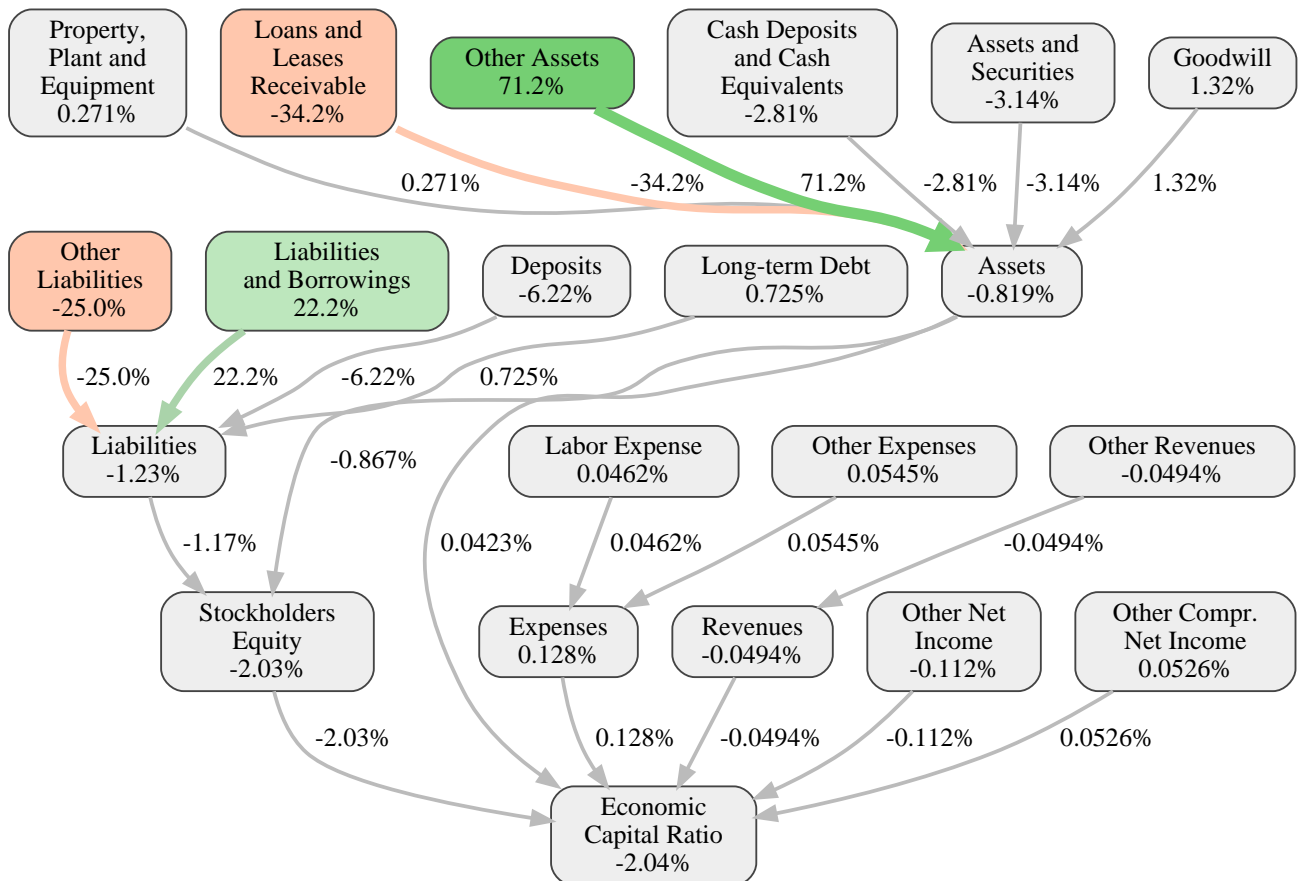 Property,
Plant and
Equipment
0.271%
Loans and
Leases
Receivable
-34.2%
Other Assets
71.2%
Cash Deposits
and Cash
Equivalents
-2.81%
Assets and
Securities
-3.14%
Goodwill
1.32%
0.271%
-34.2%
71.2%
-2.81%
-3.14%
1.32%
Other
Liabilities
-25.0%
Liabilities
and Borrowings
22.2%
Deposits
-6.22%
Long-term Debt
0.725%
Assets
-0.819%
-25.0%
22.2%
-6.22%
0.725%
Liabilities
-1.23%
-0.867%
Labor Expense
0.0462%
Other Expenses
0.0545%
Other Revenues
-0.0494%
-1.17%
0.0423%
0.0462%
0.0545%
-0.0494%
Stockholders
Equity
-2.03%
Expenses
0.128%
Revenues
-0.0494%
Other Net
Income
-0.112%
Other Compr.
Net Income
0.0526%
-2.03%
0.128%
-0.0494%
-0.112%
0.0526%
Economic
Capital Ratio
-2.04%